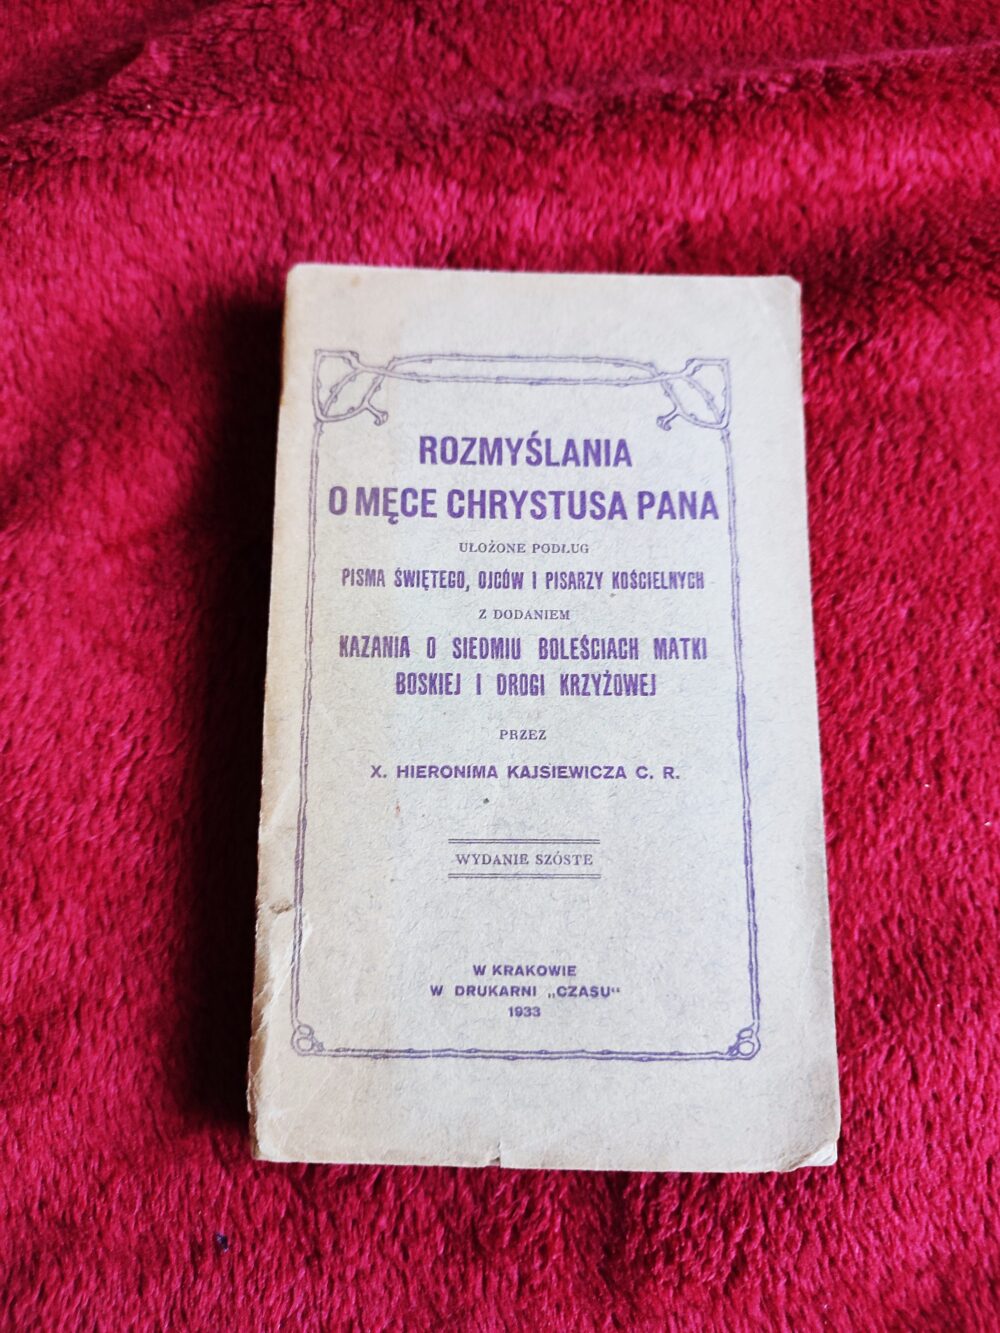 ROZMYŚLANIA
O MĘCE CHRYSTUSA PANA
UŁOŻONE PODŁUG
PISMA ŚWIĘTEGO, OJCÓW I PISARZY KOŚCIELNYCH
Z DODANIEM
KAZANIA O SIEDMIU BOLEŚCIACH MATKI
BOSKIEJ I DROGI KRZYŻOWEJ
PRZEZ
X. HIERONIMA KAJSIEWICZA C. R.
WYDANIE SZÓSTE
W KRAKOWIE
W DRUKARNI „CZASU“
1933